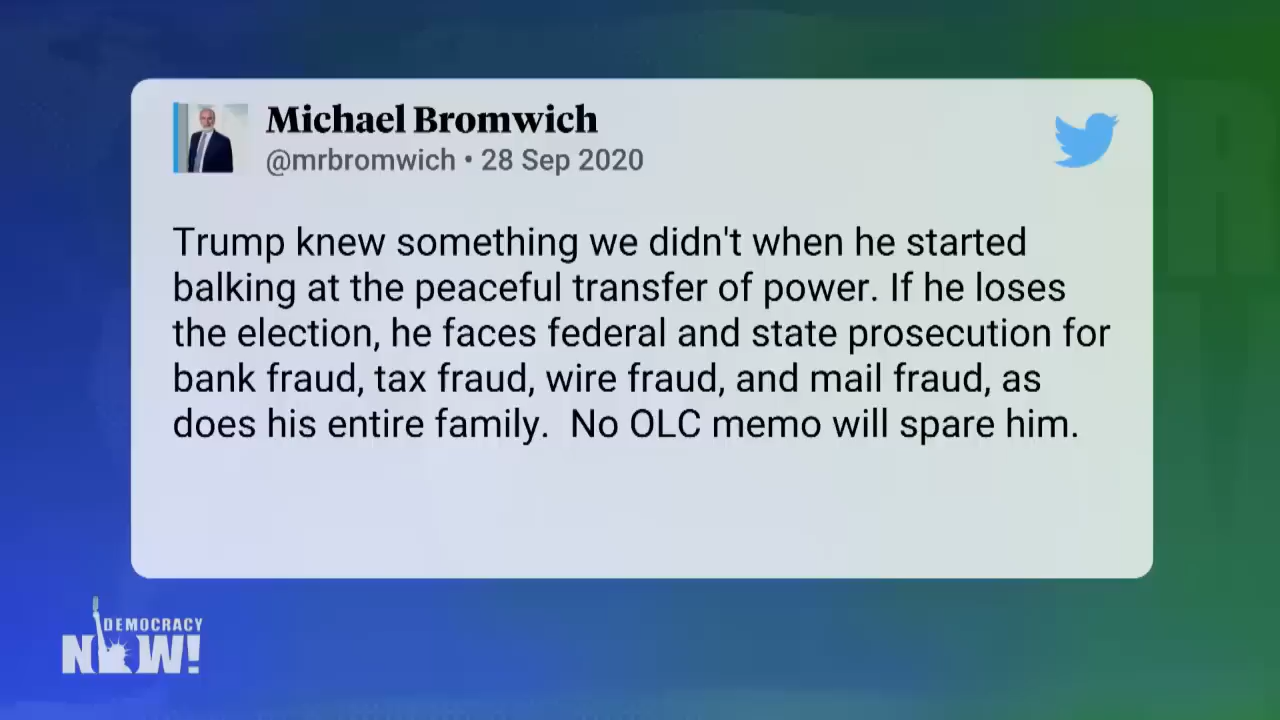 Michael Bromwich
@mrbromwich • 28 Sep 2020
Trump knew something we didn't when he started
balking at the peaceful transfer of power. If he loses
the election, he faces federal and state prosecution for
bank fraud, tax fraud, wire fraud, and mail fraud, as
does his entire family.  No OLC memo will spare him.
DEMOCRACY
NOW!